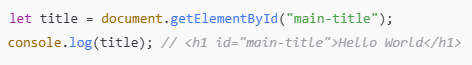 let title = document.getElementById("main-title");
console.log(title); // <h1 id="main-title">Hello World</h1>